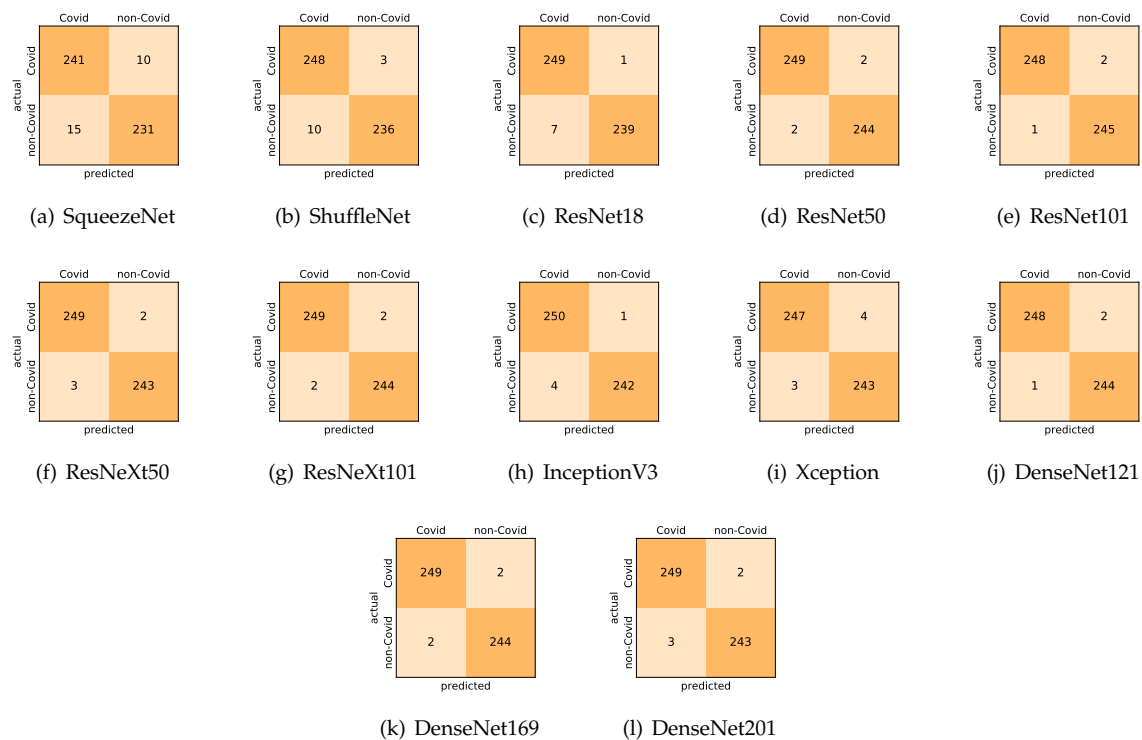 Covid non-Covid
actual
Covid
241 10
non-Covid
15 231
predicted
(a) SqueezeNet
Covid non-Covid
actual
Covid
248 3
non-Covid
10 236
predicted
(b) ShuffleNet
Covid non-Covid
actual
Covid
249 1
non-Covid
7 239
predicted
(c) ResNet18
Covid non-Covid
actual
Covid
249 2
non-Covid
2 244
predicted
(d) ResNet50
Covid non-Covid
actual
Covid
248 2
non-Covid
1 245
predicted
(e) ResNet101
Covid non-Covid
actual
Covid
249 2
non-Covid
3 243
predicted
(f) ResNeXt50
Covid non-Covid
actual
Covid
249 2
non-Covid
2 244
predicted
(g) ResNeXt101
Covid non-Covid
actual
Covid
250 1
non-Covid
4 242
predicted
(h) InceptionV3
Covid non-Covid
actual
Covid
247 4
non-Covid
3 243
predicted
(i) Xception
Covid non-Covid
actual
Covid
248 2
non-Covid
1 244
predicted
(j) DenseNet121
Covid non-Covid
actual
Covid
249 2
non-Covid
2 244
predicted
(k) DenseNet169
Covid non-Covid
actual
Covid
249 2
non-Covid
3 243
predicted
(l) DenseNet201